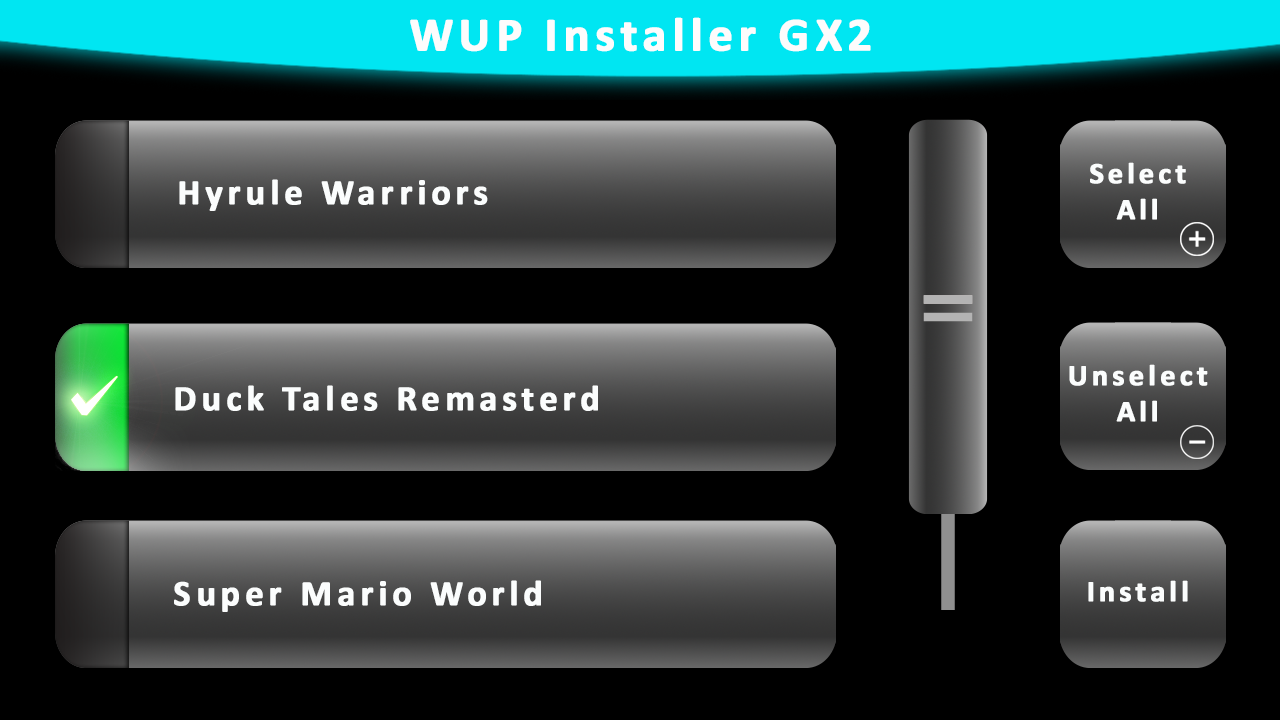 WUP Installer GX2
Hyrule Warriors
Select
All
Duck Tales Remasterd
Unselect
All
Super Mario World
Install